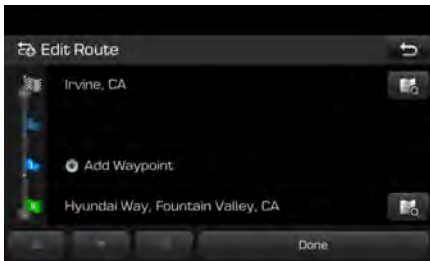 Edit Route
Irvine, CA
Add Waypoint
Hyundai Way, Fountain Valley, CA
Done